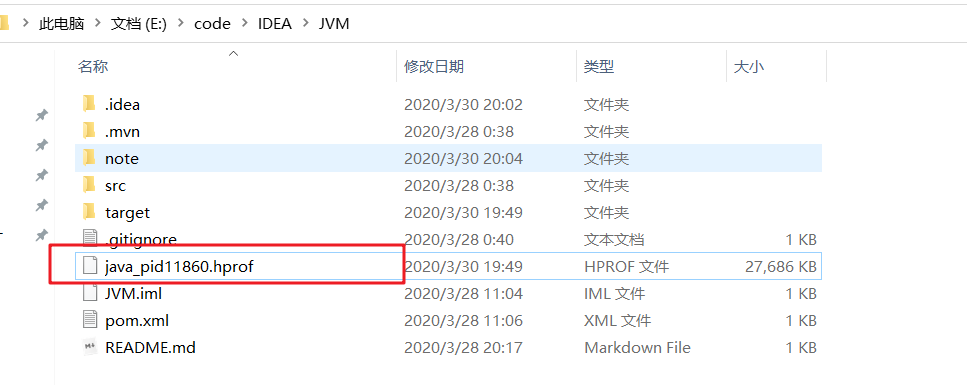 此电脑 > 文档 (E:) > code > IDEA > JVM
名称 修改日期 类型 大小
.idea 2020/3/30 20:02 文件夹
.mvn 2020/3/28 0:38 文件夹
note 2020/3/30 20:04 文件夹
src 2020/3/28 0:38 文件夹
target 2020/3/30 19:49 文件夹
.gitignore 2020/3/28 0:40 文本文档 1 KB
java_pid11860.hprof 2020/3/30 19:49 HPROF 文件 27,686 KB
JVM.iml 2020/3/28 11:04 IML 文件 1 KB
pom.xml 2020/3/28 11:06 XML 文件 1 KB
README.md 2020/3/28 20:17 Markdown File 1 KB